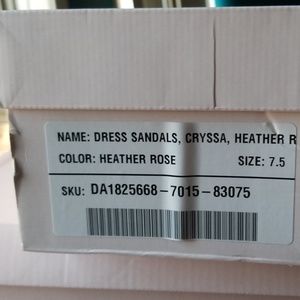 NAME: DRESS SANDALS, CRYSSA, HEATHER R
COLOR: HEATHER ROSE SIZE: 7.5
SKU: DA1825668-7015-83075